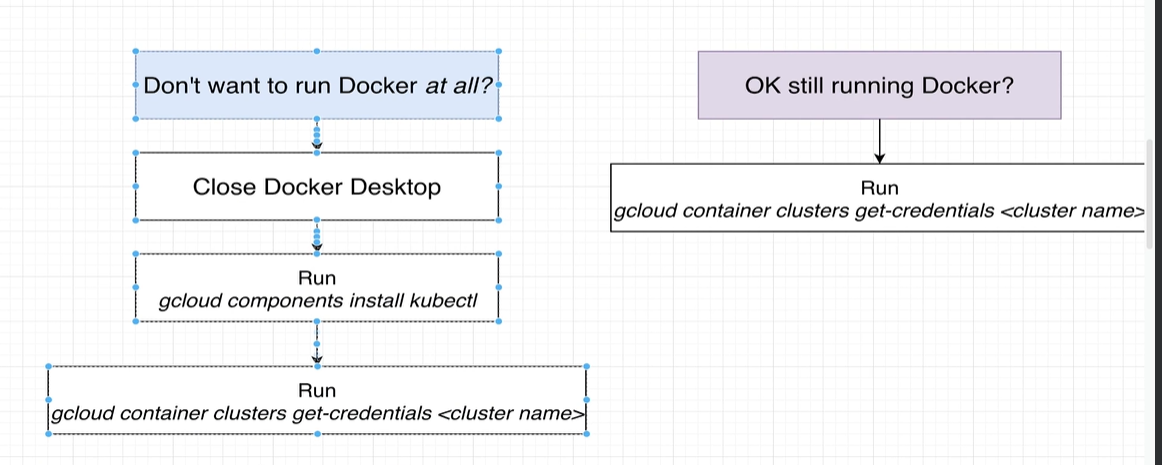 Don't want to run Docker at all?
Close Docker Desktop
Run
gcloud components install kubectl
Run
gcloud container clusters get-credentials <cluster name>
OK still running Docker?
Run
gcloud container clusters get-credentials <cluster name>